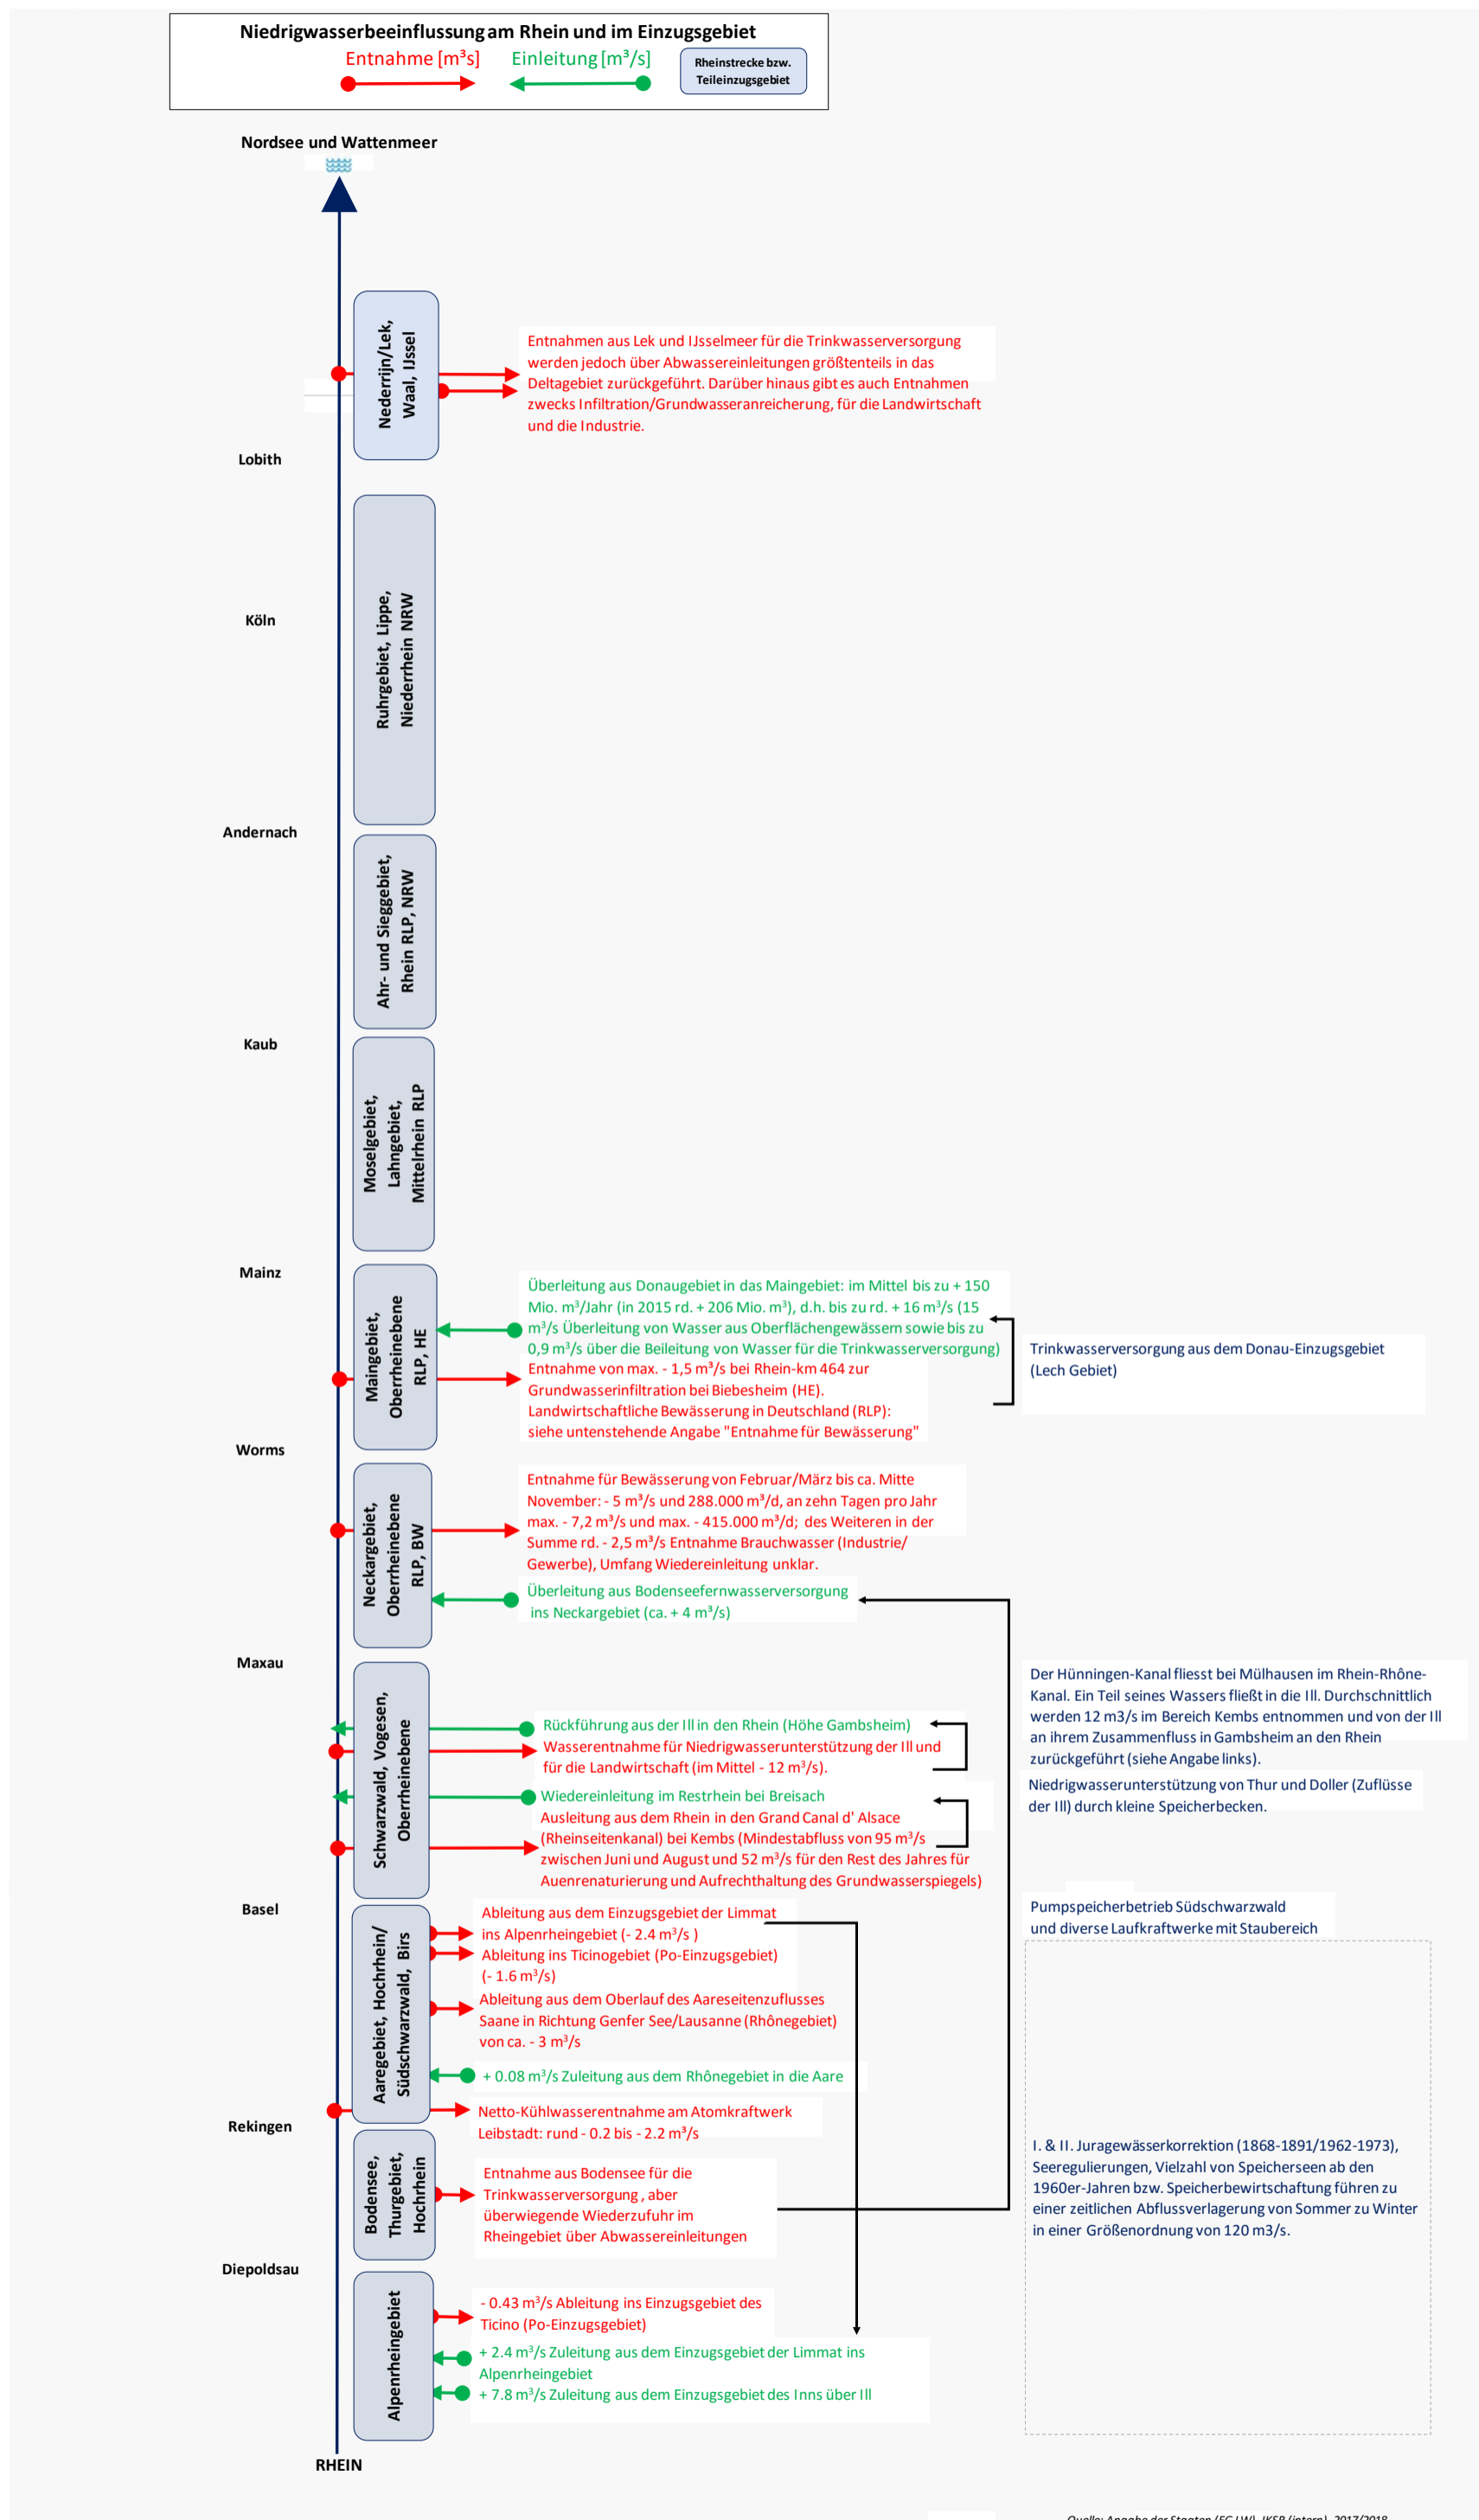 Niedrigwasserbeeinflussung am Rhein und im Einzugsgebiet
Entnahme [m³s]
Einleitung [m³/s]
Rheinstrecke bzw.
Teileinzugsgebiet
Nordsee und Wattenmeer
Nederrijn/Lek,
Waal, IJssel
Entnahmen aus Lek und IJsselmeer für die Trinkwasserversorgung
werden jedoch über Abwassereinleitungen größtenteils in das
Deltagebiet zurückgeführt. Darüber hinaus gibt es auch Entnahmen
zwecks Infiltration/Grundwasseranreicherung, für die Landwirtschaft
und die Industrie.
Lobith
Ruhrgebiet, Lippe,
Niederrhein NRW
Köln
Andernach
Ahr- und Sieggebiet,
Rhein RLP, NRW
Kaub
Moselgebiet,
Lahngebiet,
Mittelrhein RLP
Mainz
Maingebiet,
Oberrheinebene
RLP, HE
Überleitung aus Donaugebiet in das Maingebiet: im Mittel bis zu + 150
Mio. m³/Jahr (in 2015 rd. + 206 Mio. m³), d.h. bis zu rd. + 16 m³/s (15
m³/s Überleitung von Wasser aus Oberflächengewässern sowie bis zu
0,9 m³/s über die Beileitung von Wasser für die Trinkwasserversorgung)
Entnahme von max. - 1,5 m³/s bei Rhein-km 464 zur
Grundwasserinfiltration bei Biebesheim (HE).
Landwirtschaftliche Bewässerung in Deutschland (RLP):
siehe untenstehende Angabe "Entnahme für Bewässerung"
Trinkwasserversorgung aus dem Donau-Einzugsgebiet
(Lech Gebiet)
Worms
Neckargebiet,
Oberrheinebene
RLP, BW
Entnahme für Bewässerung von Februar/März bis ca. Mitte
November: - 5 m³/s und 288.000 m³/d, an zehn Tagen pro Jahr
max. - 7,2 m³/s und max. - 415.000 m³/d; des Weiteren in der
Summe rd. - 2,5 m³/s Entnahme Brauchwasser (Industrie/
Gewerbe), Umfang Wiedereinleitung unklar.
Überleitung aus Bodenseefernwasserversorgung
ins Neckargebiet (ca. + 4 m³/s)
Maxau
Schwarzwald, Vogesen,
Oberrheinebene
Rückführung aus der Ill in den Rhein (Höhe Gambsheim)
Wasserentnahme für Niedrigwasserunterstützung der Ill und
für die Landwirtschaft (im Mittel - 12 m³/s).
Wiedereinleitung im Restrhein bei Breisach
Ausleitung aus dem Rhein in den Grand Canal d' Alsace
(Rheinseitenkanal) bei Kembs (Mindestabfluss von 95 m³/s
zwischen Juni und August und 52 m³/s für den Rest des Jahres für
Auenrenaturierung und Aufrechthaltung des Grundwasserspiegels)
Der Hünningen-Kanal fliesst bei Mülhausen im Rhein-Rhône-
Kanal. Ein Teil seines Wassers fließt in die Ill. Durchschnittlich
werden 12 m3/s im Bereich Kembs entnommen und von der Ill
an ihrem Zusammenfluss in Gambsheim an den Rhein
zurückgeführt (siehe Angabe links).
Niedrigwasserunterstützung von Thur und Doller (Zuflüsse
der Ill) durch kleine Speicherbecken.
Basel
Aaregebiet, Hochrhein/
Südschwarzwald, Birs
Ableitung aus dem Einzugsgebiet der Limmat
ins Alpenrheingebiet (- 2.4 m³/s )
Ableitung ins Ticinogebiet (Po-Einzugsgebiet)
(- 1.6 m³/s)
Ableitung aus dem Oberlauf des Aareseitenzuflusses
Saane in Richtung Genfer See/Lausanne (Rhônegebiet)
von ca. - 3 m³/s
+ 0.08 m³/s Zuleitung aus dem Rhônegebiet in die Aare
Netto-Kühlwasserentnahme am Atomkraftwerk
Leibstadt: rund - 0.2 bis - 2.2 m³/s
Pumpspeicherbetrieb Südschwarzwald
und diverse Laufkraftwerke mit Staubereich
Rekingen
Bodensee,
Thurgebiet,
Hochrhein
Entnahme aus Bodensee für die
Trinkwasserversorgung , aber
überwiegende Wiederzufuhr im
Rheingebiet über Abwassereinleitungen
I. & II. Juragewässerkorrektion (1868-1891/1962-1973),
Seeregulierungen, Vielzahl von Speicherseen ab den
1960er-Jahren bzw. Speicherbewirtschaftung führen zu
einer zeitlichen Abflussverlagerung von Sommer zu Winter
in einer Größenordnung von 120 m3/s.
Diepoldsau
Alpenrheingebiet
- 0.43 m³/s Ableitung ins Einzugsgebiet des
Ticino (Po-Einzugsgebiet)
+ 2.4 m³/s Zuleitung aus dem Einzugsgebiet der Limmat ins
Alpenrheingebiet
+ 7.8 m³/s Zuleitung aus dem Einzugsgebiet des Inns über Ill
RHEIN
Quelle: Angabe der Staaten (EG LW), IKSR (intern), 2017/2018